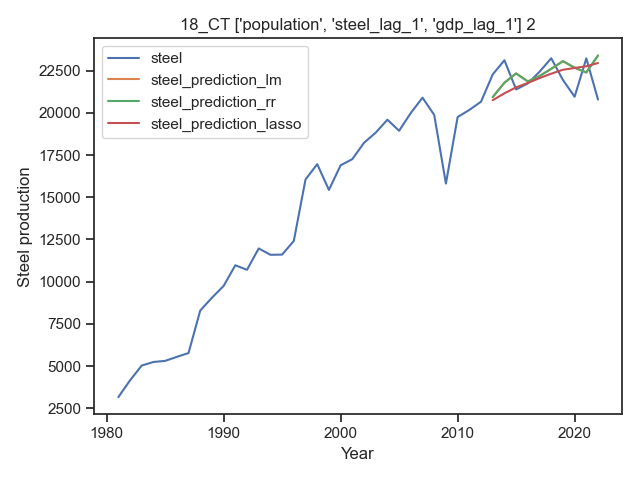 18_CT ['population', 'steel_lag_1', 'gdp_lag_1'] 2
steel
steel_prediction_lm
steel_prediction_rr
steel_prediction_lasso
22500
20000
17500
15000
12500
10000
7500
5000
2500
Steel production
1980 1990 2000 2010 2020
Year